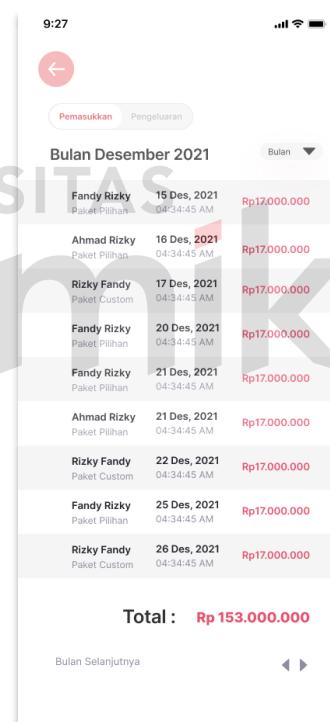 9:27
Pemasukkan Pengeluaran
Bulan Desember 2021 Bulan
Fandy Rizky 15 Des, 2021 Rp17.000.000
Paket Pilihan 04:34:45 AM
Ahmad Rizky 16 Des, 2021 Rp17.000.000
Paket Pilihan 04:34:45 AM
Rizky Fandy 17 Des, 2021 Rp17.000.000
Paket Custom 04:34:45 AM
Fandy Rizky 20 Des, 2021 Rp17.000.000
Paket Pilihan 04:34:45 AM
Fandy Rizky 21 Des, 2021 Rp17.000.000
Paket Pilihan 04:34:45 AM
Ahmad Rizky 21 Des, 2021 Rp17.000.000
Paket Pilihan 04:34:45 AM
Rizky Fandy 22 Des, 2021 Rp17.000.000
Paket Custom 04:34:45 AM
Fandy Rizky 25 Des, 2021 Rp17.000.000
Paket Pilihan 04:34:45 AM
Rizky Fandy 26 Des, 2021 Rp17.000.000
Paket Custom 04:34:45 AM
Total : Rp 153.000.000
Bulan Selanjutnya